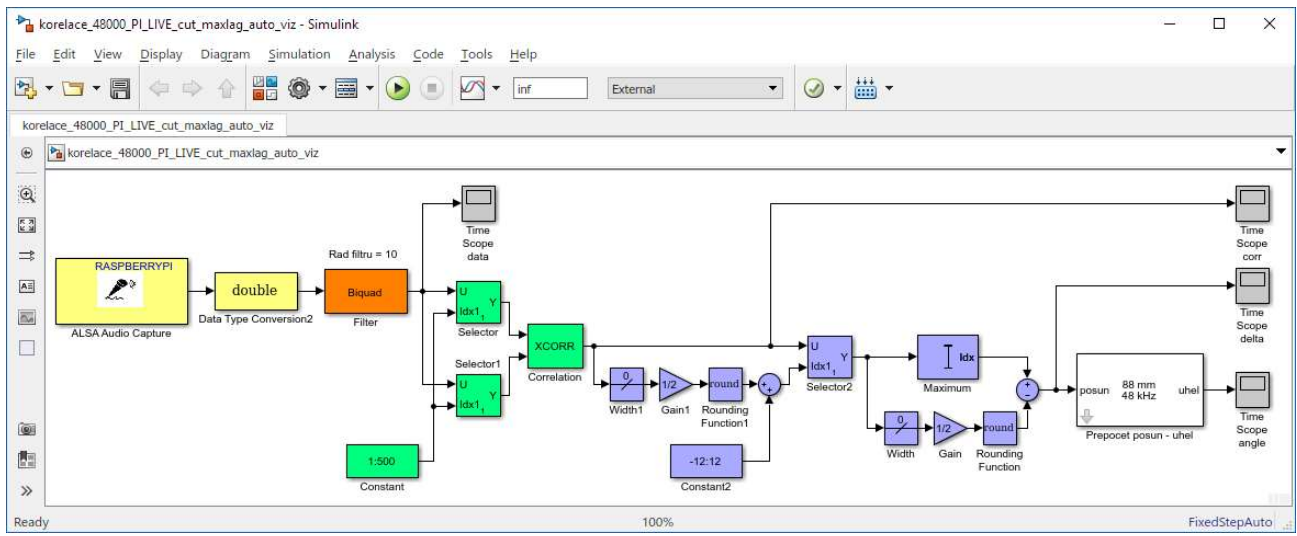 korelace_48000_PI_LIVE_cut_maxlag_auto_viz - Simulink
File Edit View Display Diagram Simulation Analysis Code Tools Help
inf External
korelace_48000_PI_LIVE_cut_maxlag_auto_viz
korelace_48000_PI_LIVE_cut_maxlag_auto_viz
RASPBERRYPI
ALSA Audio Capture
double
Data Type Conversion2
Rad filtru = 10
Biquad
Filter
Time
Scope
data
U
Idx1 1
Y
Selector
Selector1
U
Idx1 1
Y
1:500
Constant
XCORR
Correlation
0
Width1
1/2
Gain1
round
Rounding
Function1
+
+
-12:12
Constant2
U
Idx1 1
Y
Selector2
Idx
Maximum
0
Width
1/2
Gain
round
Rounding
Function
+
−
Time
Scope
corr
Time
Scope
delta
posun 88 mm uhel
48 kHz
Prepocet posun - uhel
Time
Scope
angle
Ready 100% FixedStepAuto